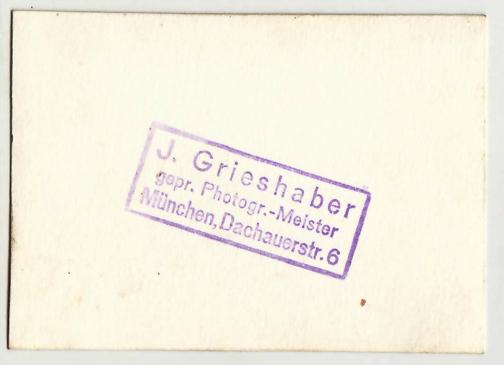 J. Grieshaber
gepr. Photogr.-Meister
München, Dachauerstr. 6